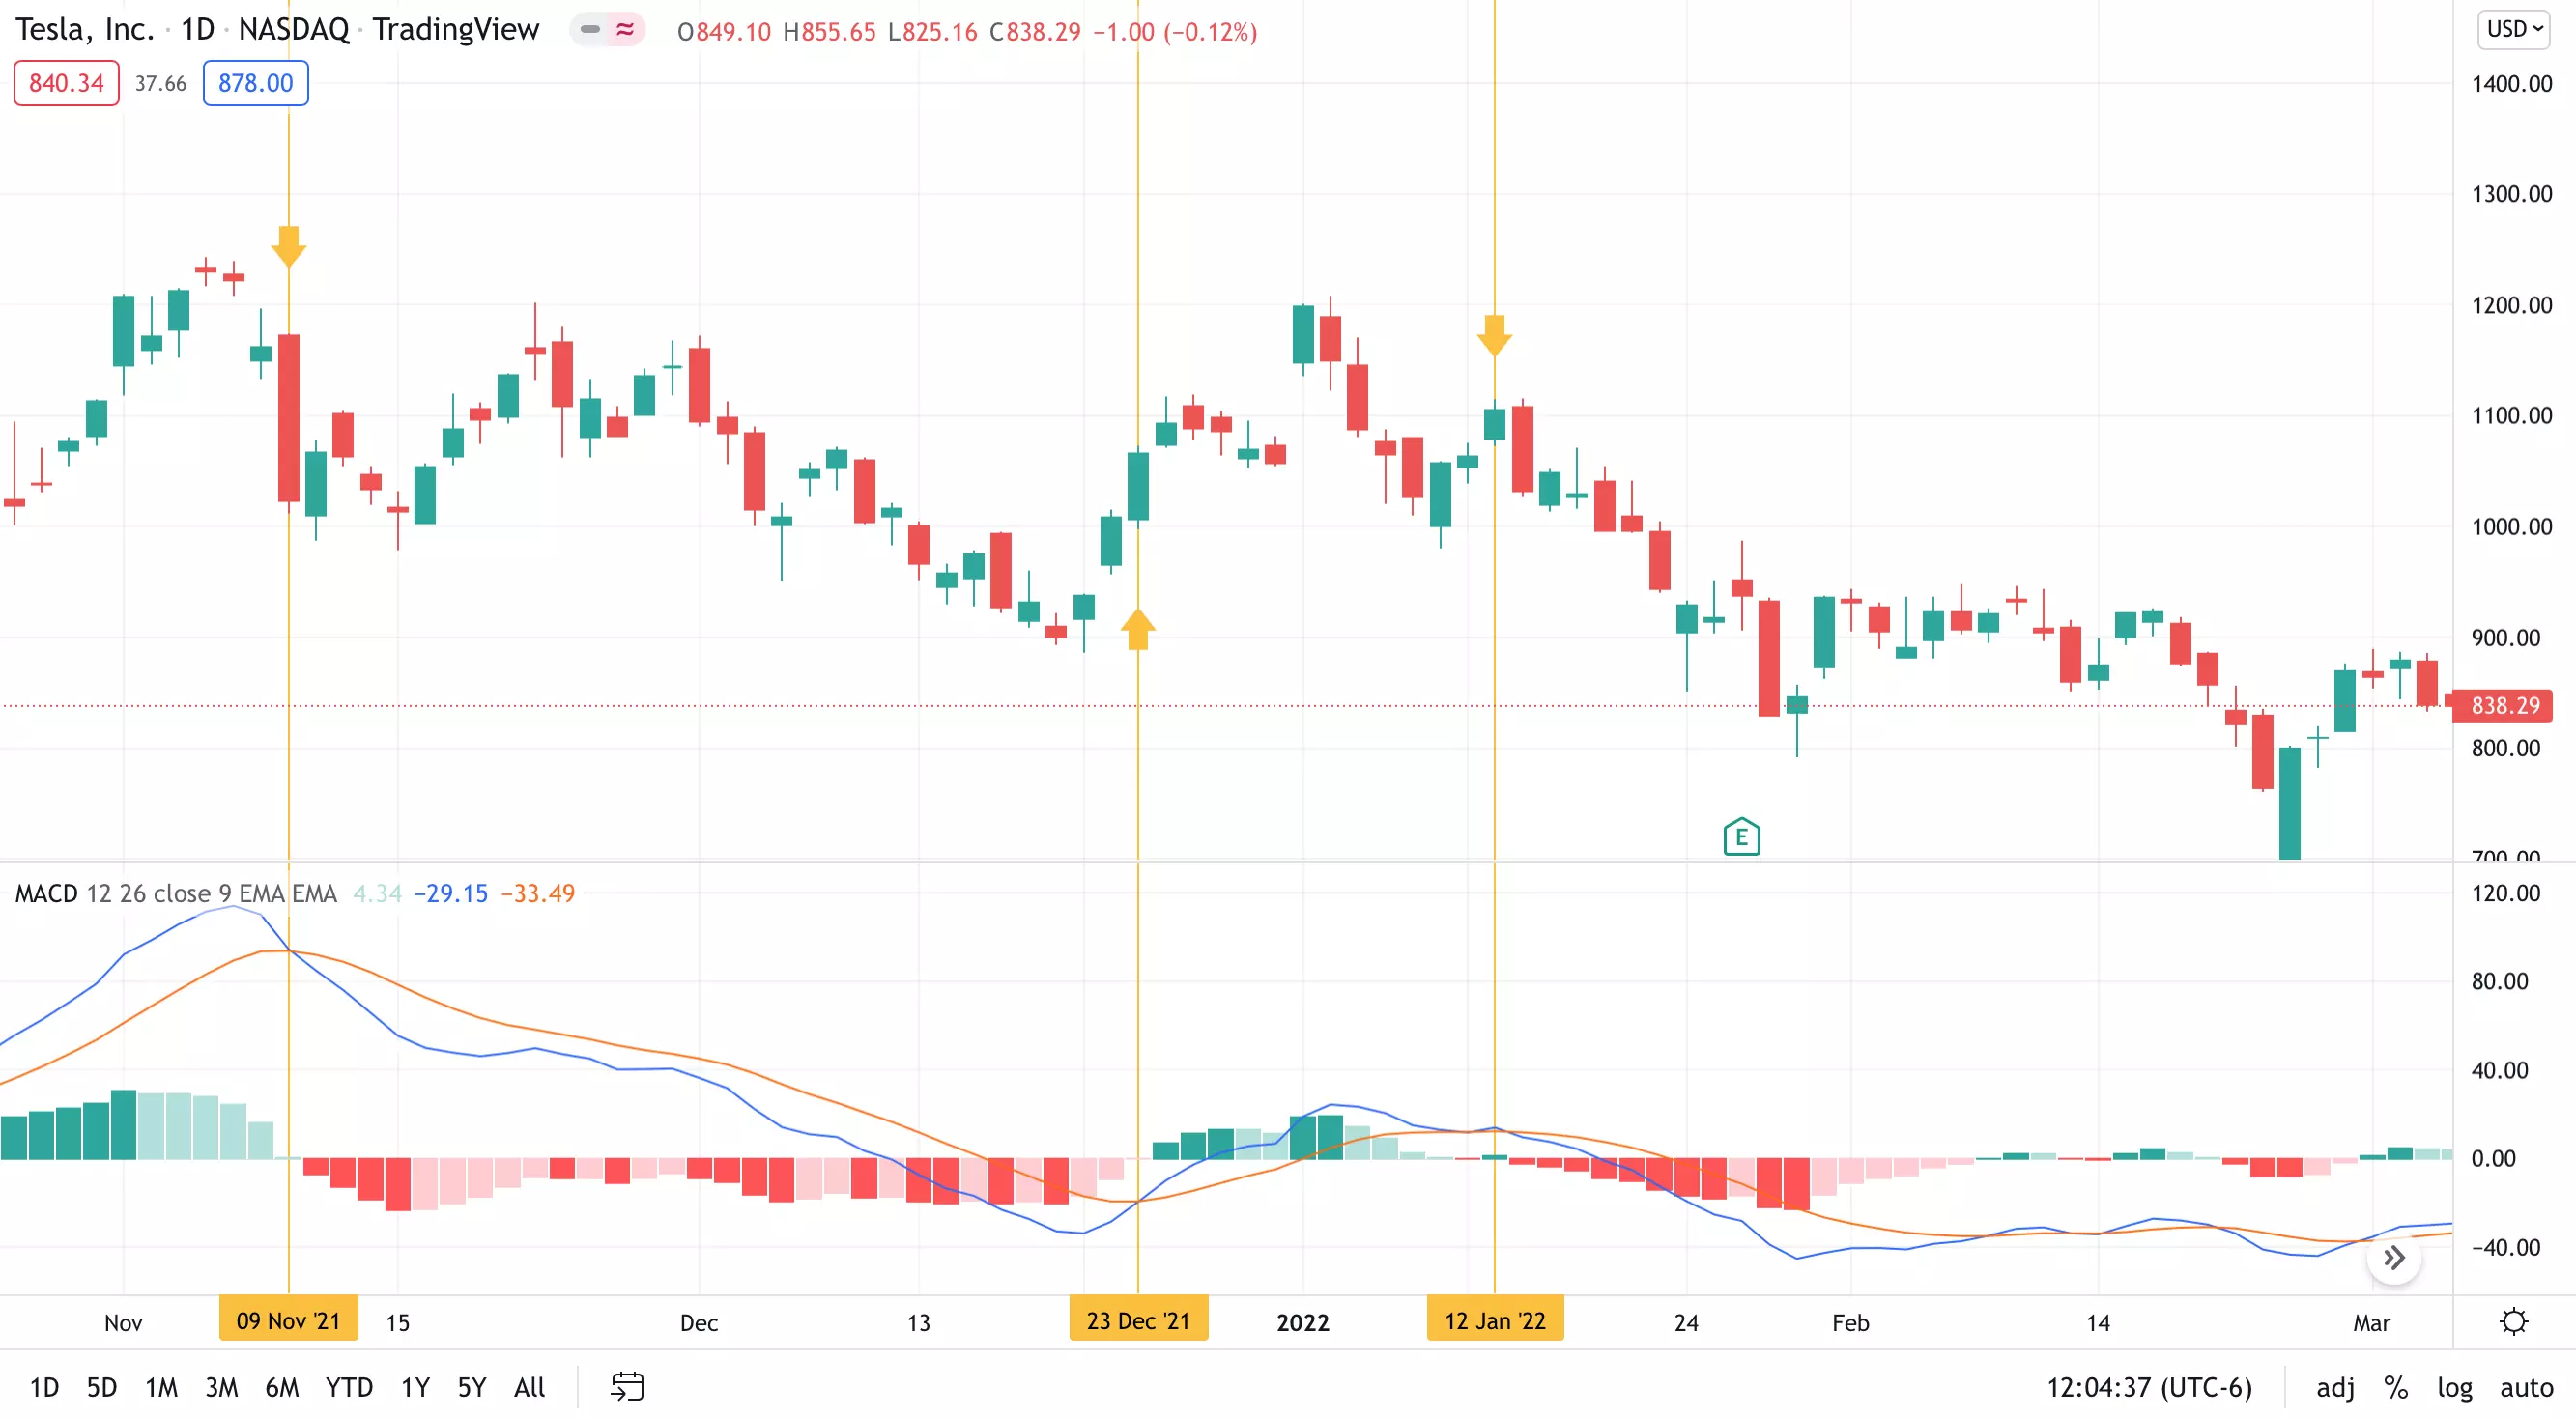 Tesla, Inc. · 1D · NASDAQ · TradingView O849.10 H855.65 L825.16 C838.29 −1.00 (−0.12%) USD
840.34 37.66 878.00
1400.00
1300.00
1200.00
1100.00
1000.00
900.00
838.29
800.00
E
700.00
MACD 12 26 close 9 EMA EMA 4.34 −29.15 −33.49
120.00
80.00
40.00
0.00
−40.00
Nov 09 Nov '21 15 Dec 13 23 Dec '21 2022 12 Jan '22 24 Feb 14 Mar
1D 5D 1M 3M 6M YTD 1Y 5Y All 12:04:37 (UTC-6) adj % log auto